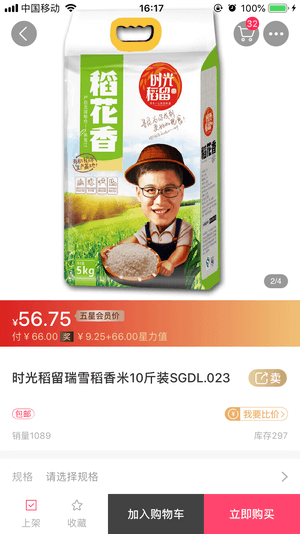 中国移动
16:17
100%
32
时光
稻留
稻花香
5kg
2/4
¥56.75 五星会员价
付¥66.00 奖 ¥9.25+66.00星力值
时光稻留瑞雪稻香米10斤装SGDL.023
卖
包邮
我要比价>
销量1089
库存297
规格 请选择规格
上架
收藏
加入购物车
立即购买